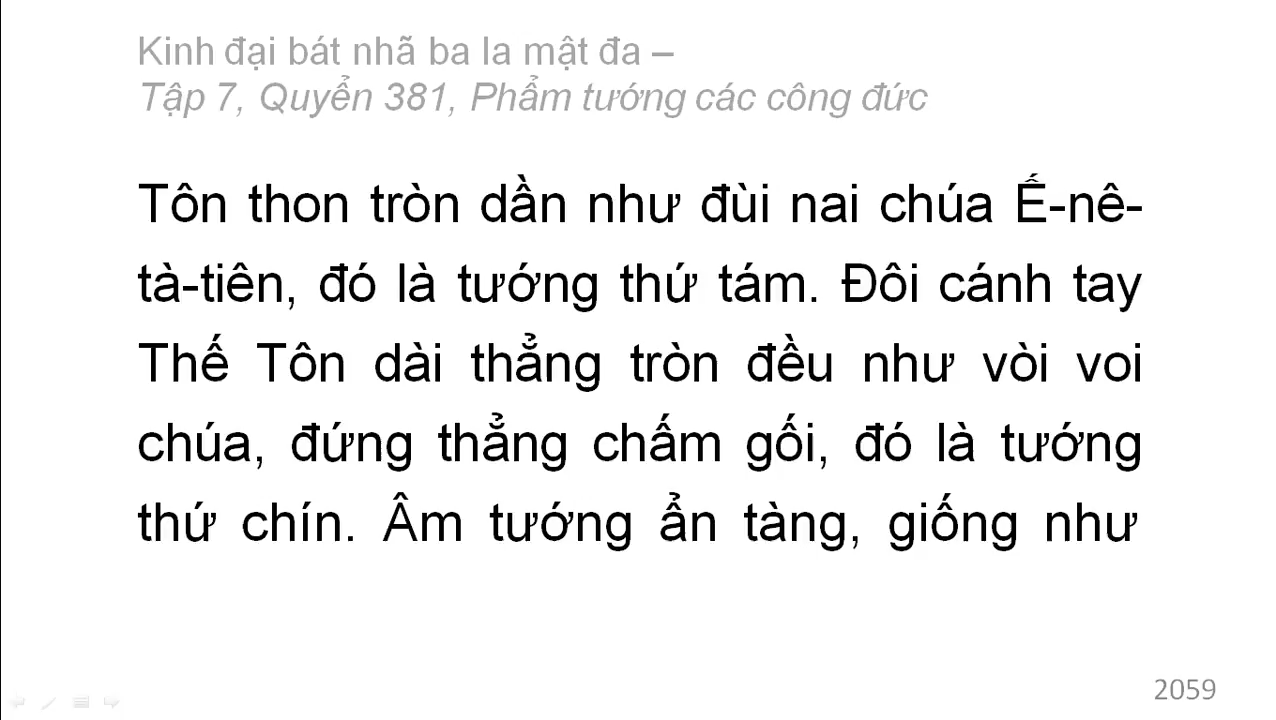 Kinh đại bát nhã ba la mật đa –
Tập 7, Quyển 381, Phẩm tướng các công đức
Tôn thon tròn dần như đùi nai chúa Ế-nê-
tà-tiên, đó là tướng thứ tám. Đôi cánh tay
Thế Tôn dài thẳng tròn đều như vòi voi
chúa, đứng thẳng chấm gối, đó là tướng
thứ chín. Âm tướng ẩn tàng, giống như
2059